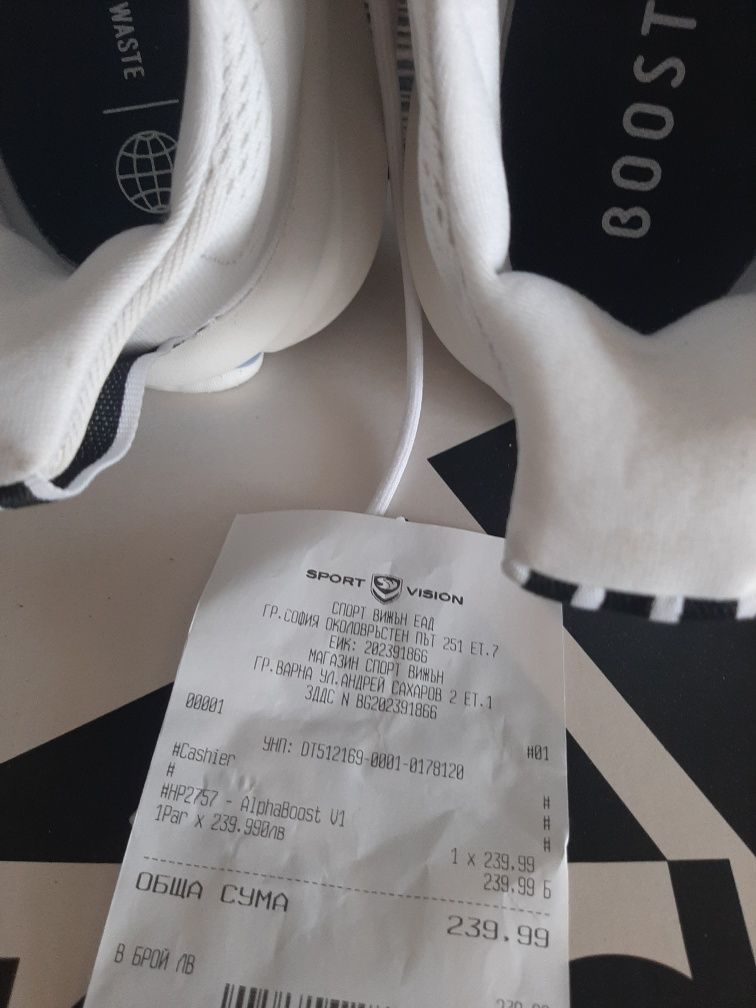 WASTE
BOOST
SPORT VISION
СПОРТ ВИЖЪН ЕАД
ГР.СОФИЯ ОКОЛОВРЪСТЕН ПЪТ 251 ЕТ.7
ЕИК: 202391866
МАГАЗИН СПОРТ ВИЖЪН
ГР.ВАРНА УЛ.АНДРЕЙ САХАРОВ 2 ЕТ.1
ЗДДС N BG202391866
00001 #01
УНП: DT512169-0001-0178120
#Cashier #
# #
#HP2757 - AlphaBoost V1 #
1Par x 239.990лв 1 x 239.99
239.99 Б
ОБЩА СУМА 239.99
В БРОЙ ЛВ